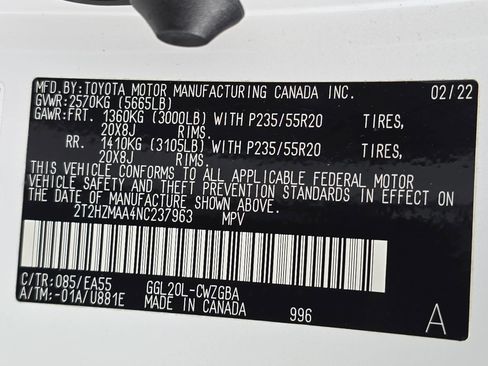 MFD.BY:TOYOTA MOTOR MANUFACTURING CANADA INC. 02/22
GVWR:2570KG (5665LB)
GAWR:FRT. 1360KG (3000LB) WITH P235/55R20 TIRES,
20X8J RIMS.
RR. 1410KG (3105LB) WITH P235/55R20 TIRES,
20X8J RIMS.
THIS VEHICLE CONFORMS TO ALL APPLICABLE FEDERAL MOTOR
VEHICLE SAFETY AND THEFT PREVENTION STANDARDS IN EFFECT ON
THE DATE OF MANUFACTURE SHOWN ABOVE.
2T2HZMAA4NC237963 MPV
C/TR:085/EA55 GGL20L-CWZGBA
A/TM:-01A/U881E MADE IN CANADA 996 A